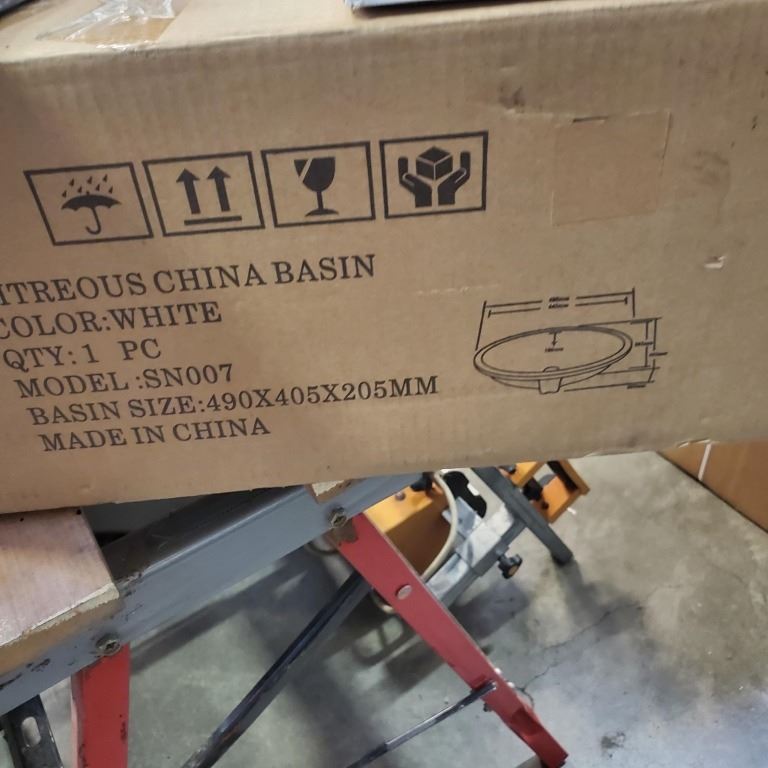 ITREOUS CHINA BASIN
COLOR:WHITE
QTY: 1 PC
MODEL :SN007
BASIN SIZE:490X405X205MM
MADE IN CHINA